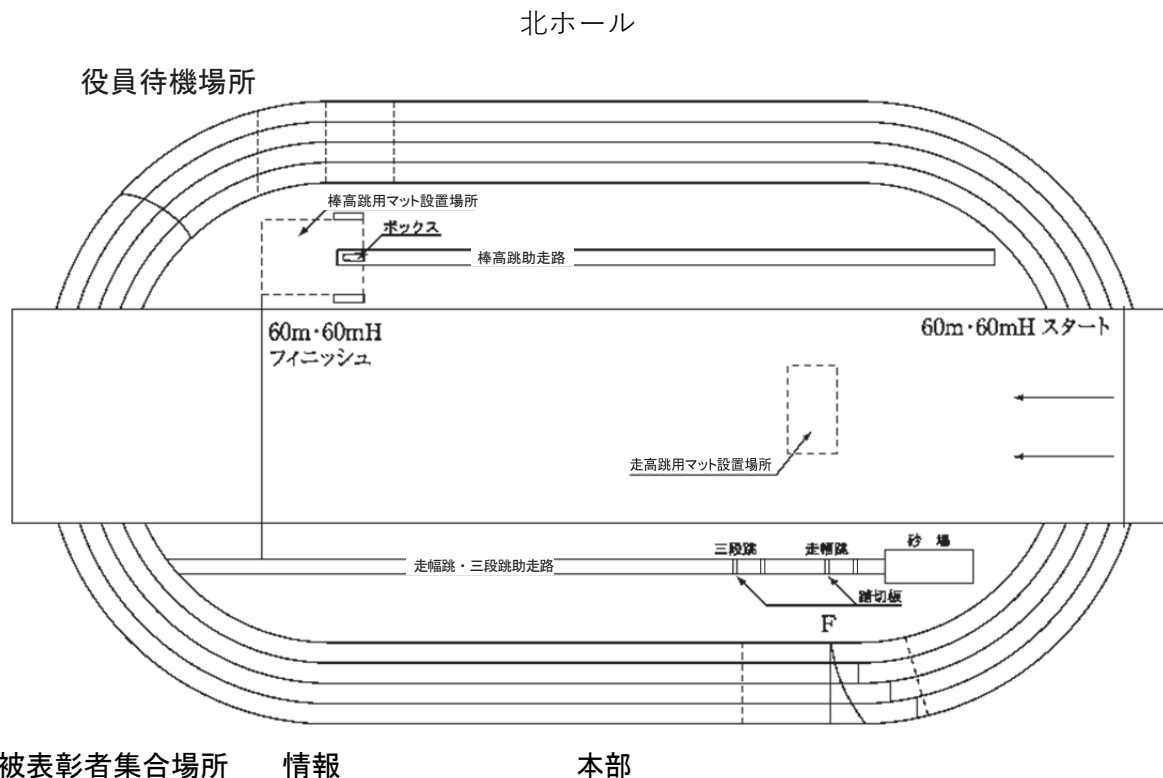 北ホール
役員待機場所
棒高跳用マット設置場所
ボックス
棒高跳助走路
60m・60mH
フィニッシュ
60m・60mH スタート
走高跳用マット設置場所
三段跳
走幅跳
砂 場
走幅跳・三段跳助走路
踏切板
F
被表彰者集合場所
情報
本部